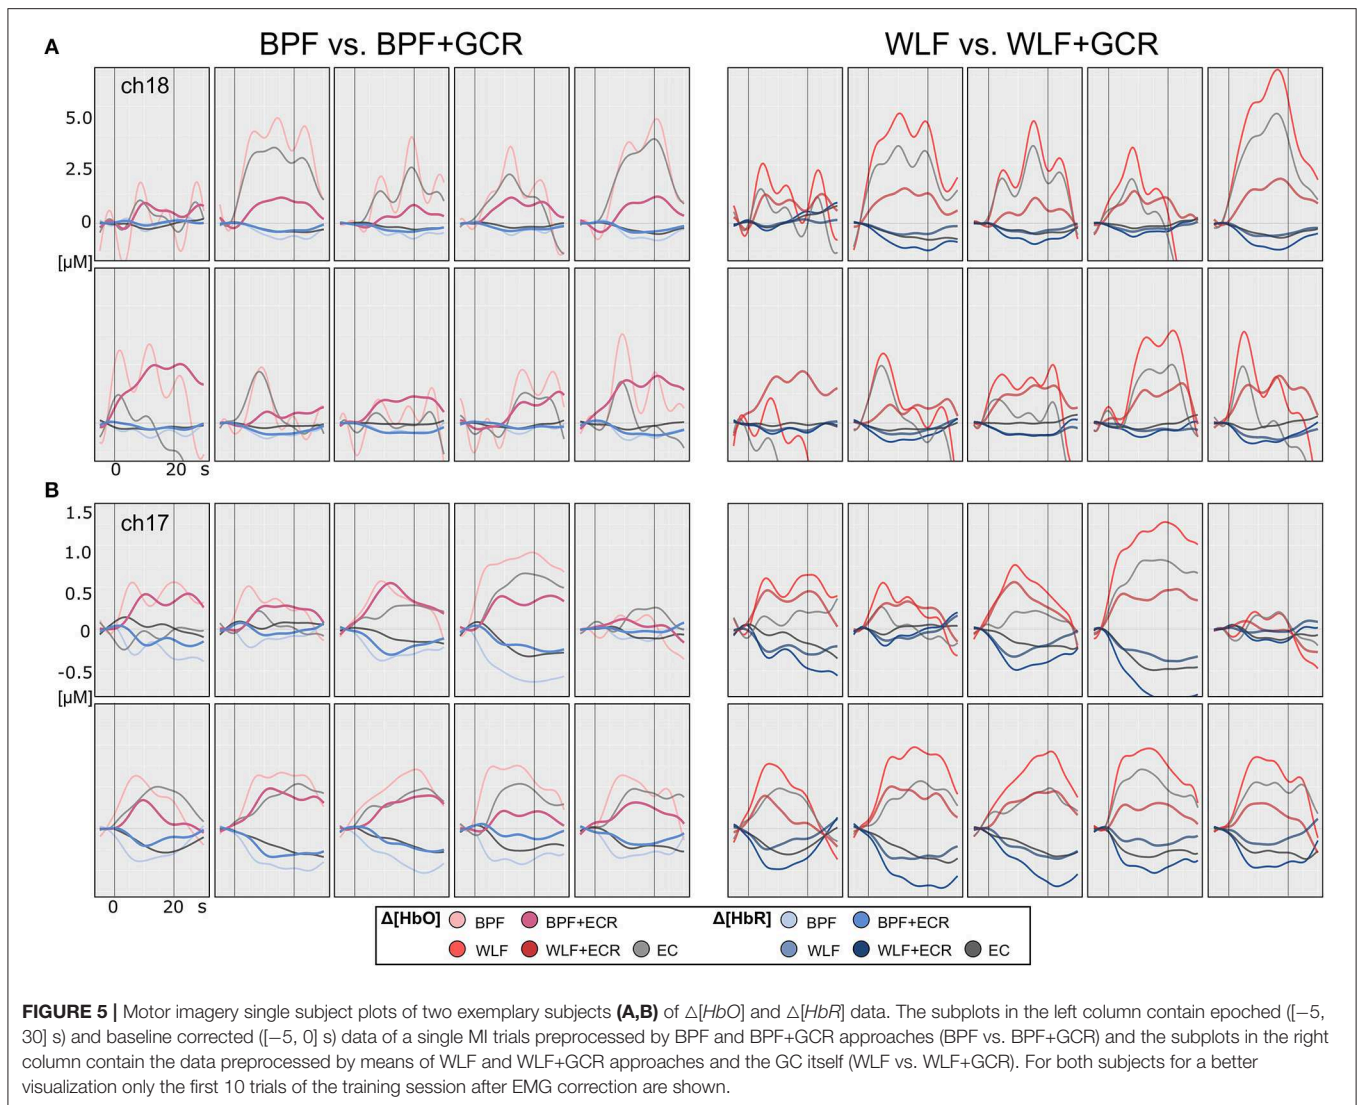 A
BPF vs. BPF+GCR
WLF vs. WLF+GCR
ch18
5.0
2.5
0
[µM]
0 20 s
B
ch17
1.5
1.0
0.5
0
-0.5
[µM]
0 20 s
Δ[HbO] BPF BPF+ECR Δ[HbR] BPF BPF+ECR
WLF WLF+ECR EC WLF WLF+ECR EC
FIGURE 5 | Motor imagery single subject plots of two exemplary subjects (A,B) of △[HbO] and △[HbR] data. The subplots in the left column contain epoched ([−5,
30] s) and baseline corrected ([−5, 0] s) data of a single MI trials preprocessed by BPF and BPF+GCR approaches (BPF vs. BPF+GCR) and the subplots in the right
column contain the data preprocessed by means of WLF and WLF+GCR approaches and the GC itself (WLF vs. WLF+GCR). For both subjects for a better
visualization only the first 10 trials of the training session after EMG correction are shown.